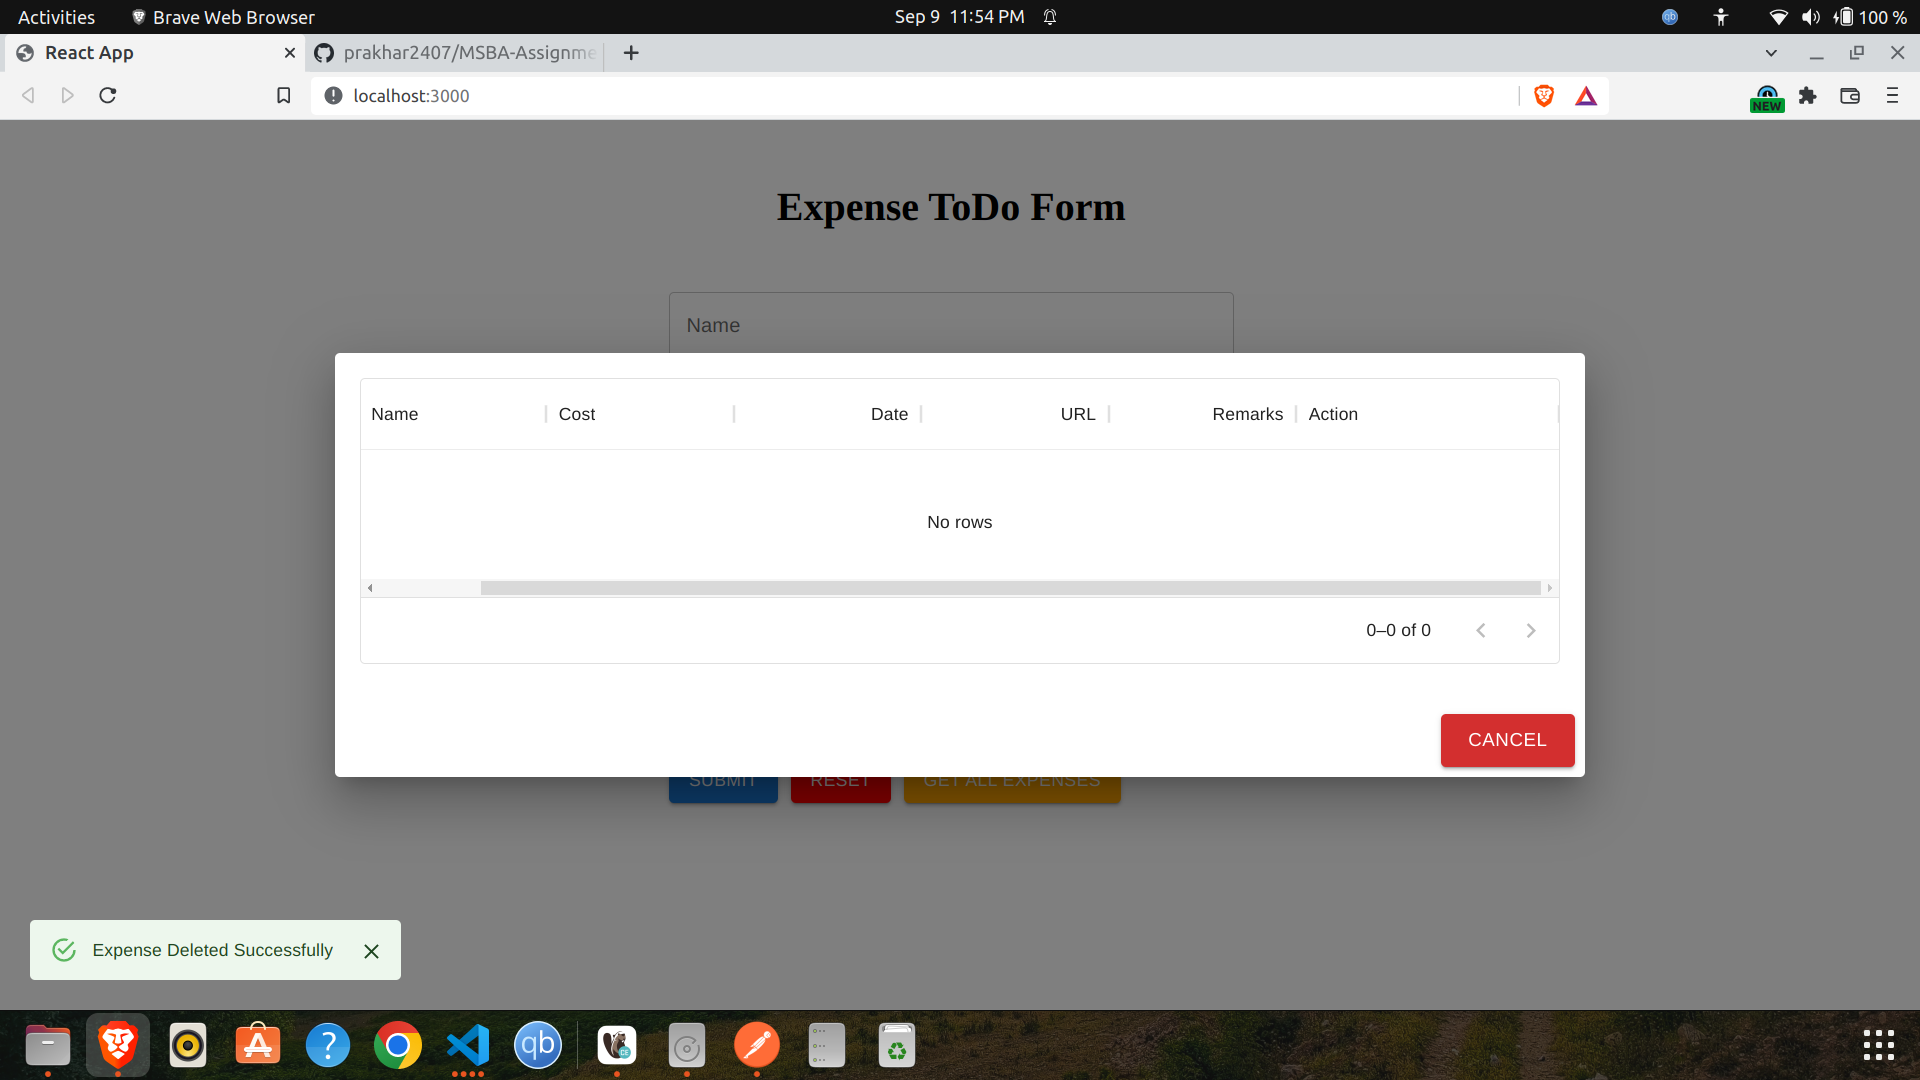 Activities Brave Web Browser Sep 9 11:54 PM 100 %
React App prakhar2407/MSBA-Assignme
localhost:3000 NEW
Expense ToDo Form
Name
Name Cost Date URL Remarks Action
No rows
0–0 of 0
CANCEL
SUBMIT RESET GET ALL EXPENSES
Expense Deleted Successfully
A ? qb CE